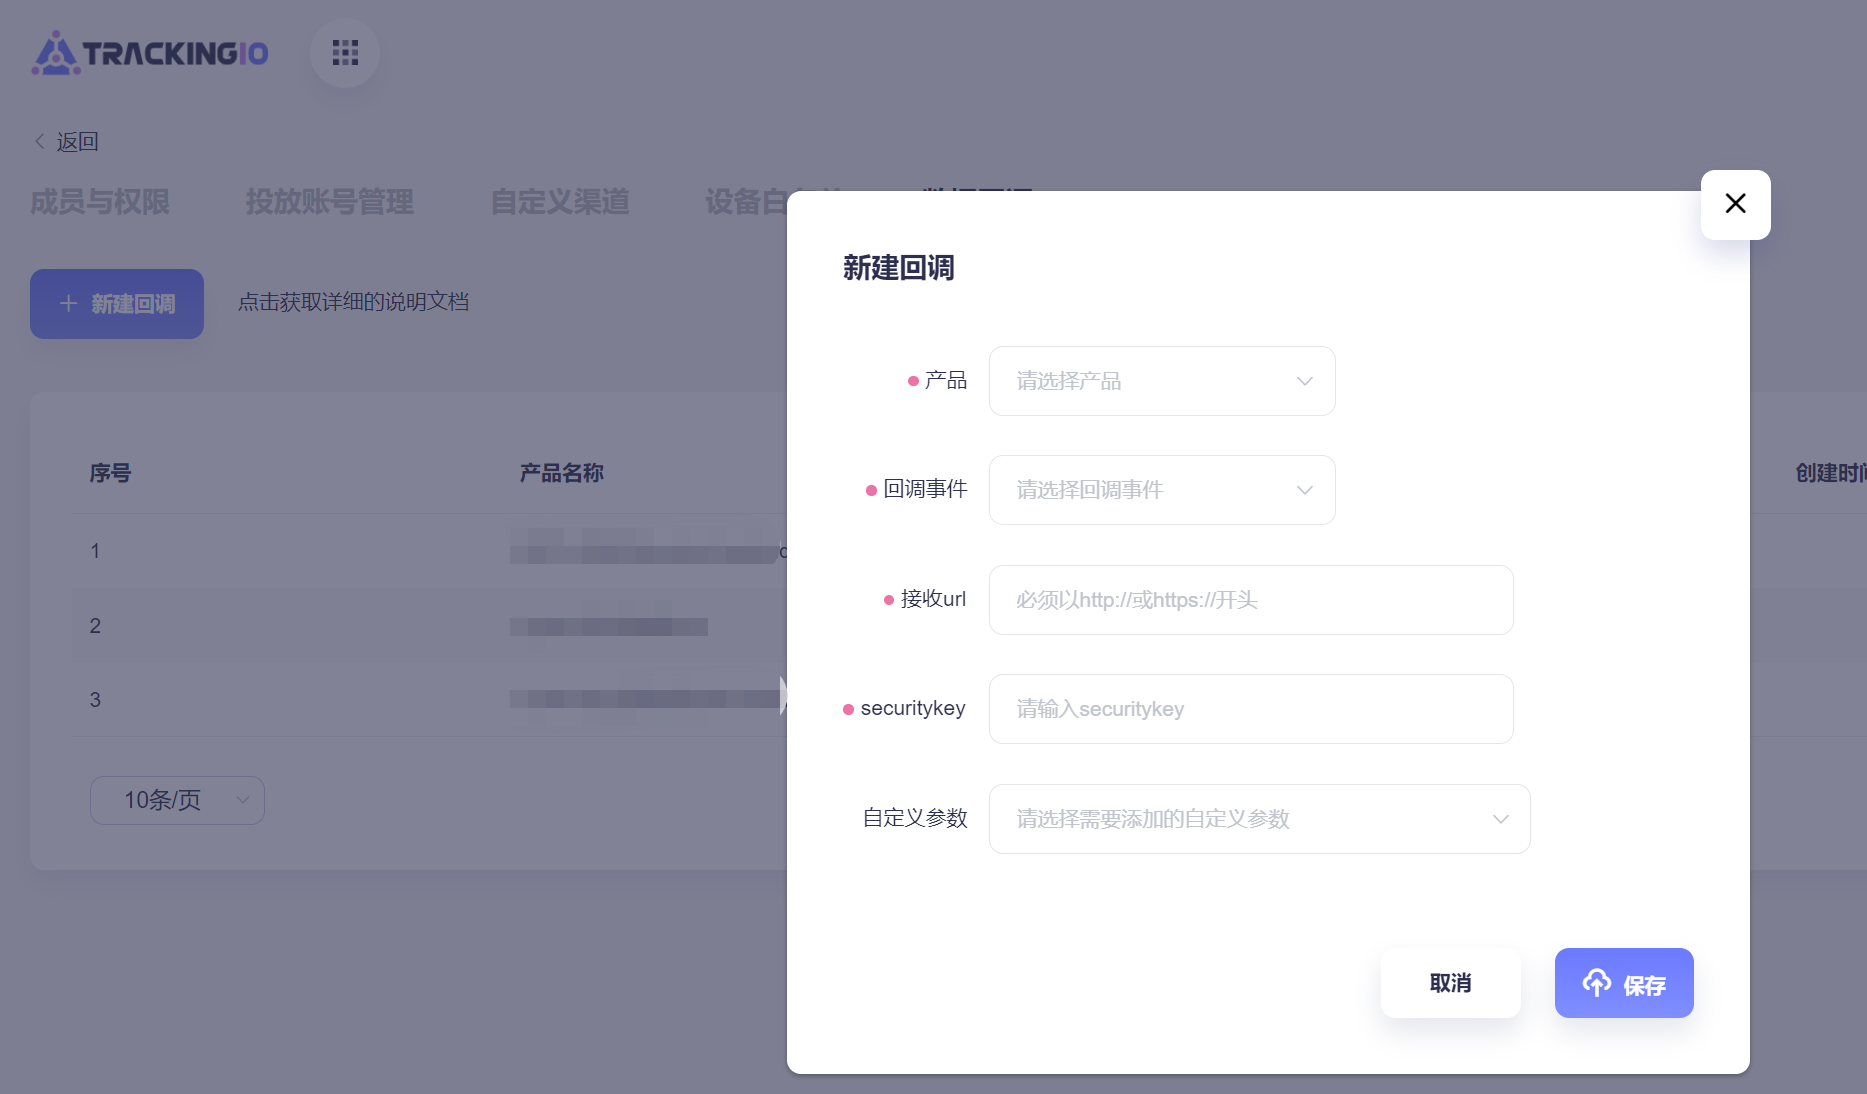 TRACKINGIO
返回
成员与权限 投放账号管理 自定义渠道 设备白
新建回调 点击获取详细的说明文档
序号 产品名称 创建时间
1
2
3
10条/页
新建回调
产品 请选择产品
回调事件 请选择回调事件
接收url 必须以http://或https://开头
securitykey 请输入securitykey
自定义参数 请选择需要添加的自定义参数
取消 保存